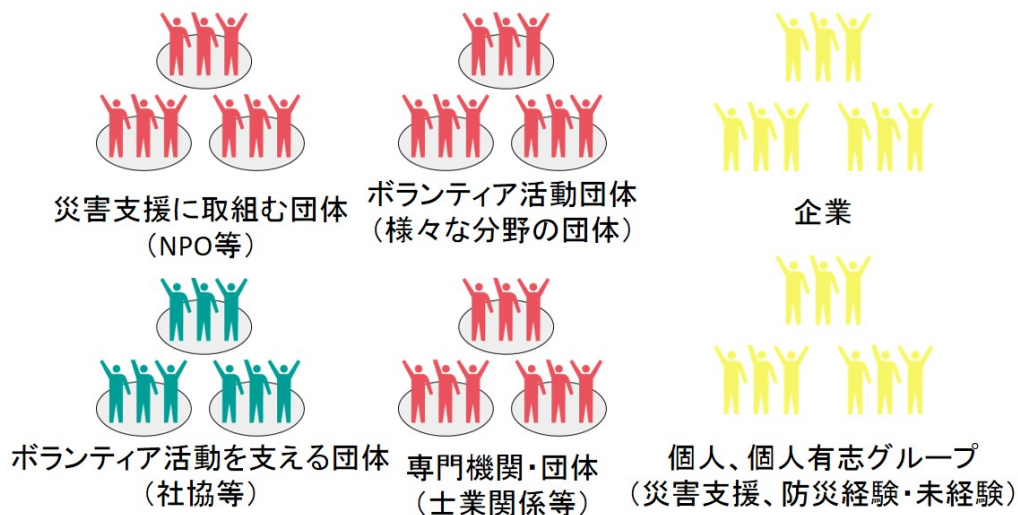 災害支援に取組む団体
（NPO等）
ボランティア活動団体
（様々な分野の団体）
企業
ボランティア活動を支える団体
（社協等）
専門機関・団体
（士業関係等）
個人、個人有志グループ
（災害支援、防災経験・未経験）